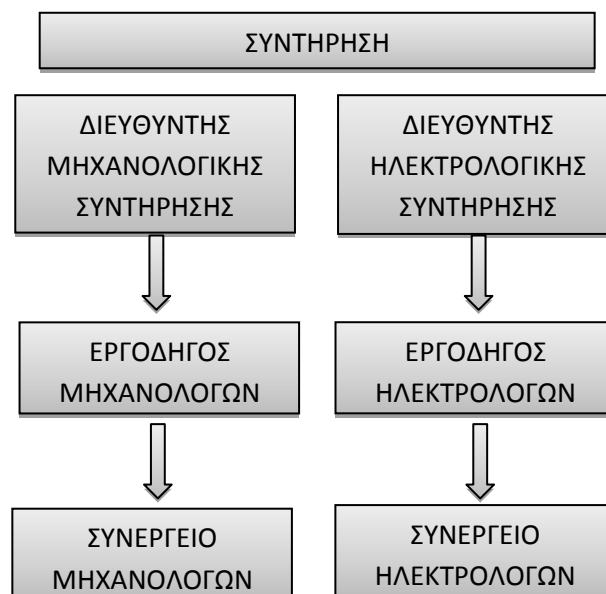 ΣΥΝΤΗΡΗΣΗ
ΔΙΕΥΘΥΝΤΗΣ
ΜΗΧΑΝΟΛΟΓΙΚΗΣ
ΣΥΝΤΗΡΗΣΗΣ
ΔΙΕΥΘΥΝΤΗΣ
ΗΛΕΚΤΡΟΛΟΓΙΚΗΣ
ΣΥΝΤΗΡΗΣΗΣ
ΕΡΓΟΔΗΓΟΣ
ΜΗΧΑΝΟΛΟΓΩΝ
ΕΡΓΟΔΗΓΟΣ
ΗΛΕΚΤΡΟΛΟΓΩΝ
ΣΥΝΕΡΓΕΙΟ
ΜΗΧΑΝΟΛΟΓΩΝ
ΣΥΝΕΡΓΕΙΟ
ΗΛΕΚΤΡΟΛΟΓΩΝ